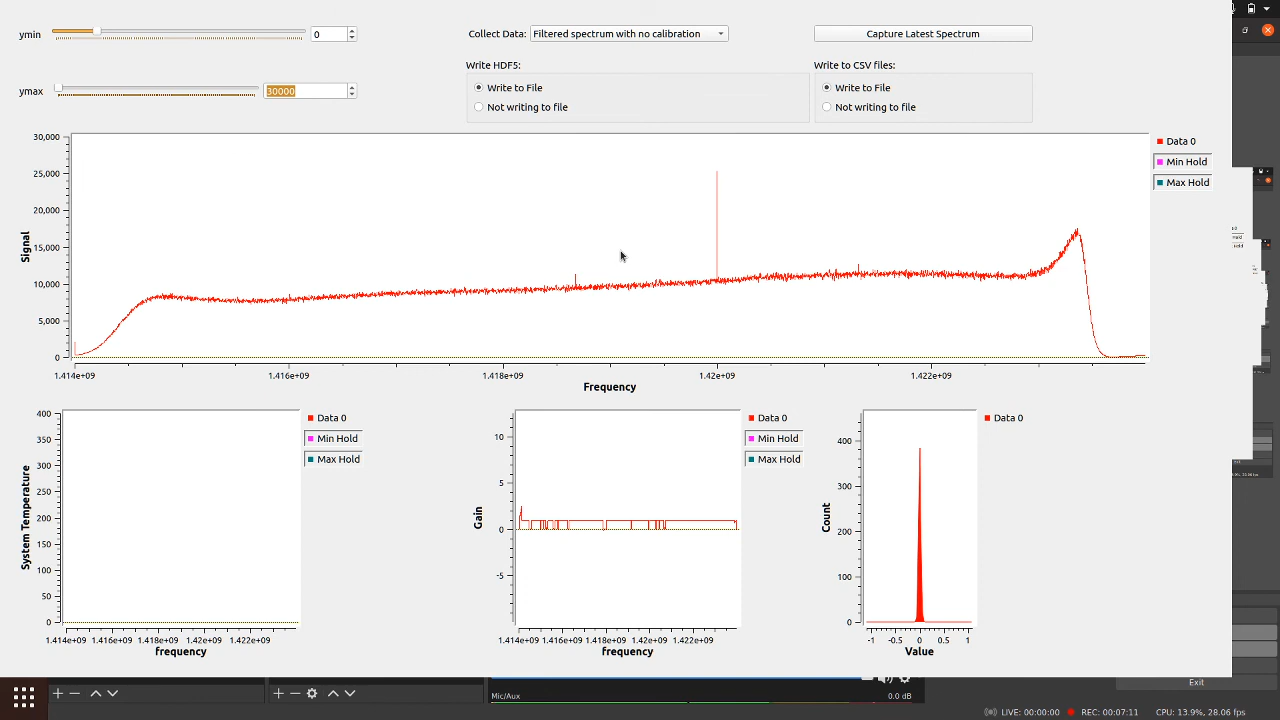 ymin
0
Collect Data:
Filtered spectrum with no calibration
Capture Latest Spectrum
Write HDF5:
Write to CSV files:
ymax
30000
Write to File
Not writing to file
Write to File
Not writing to file
30,000
25,000
20,000
15,000
10,000
5,000
0
Signal
1.414e+09
1.416e+09
1.418e+09
1.42e+09
1.422e+09
Frequency
Data 0
Min Hold
Max Hold
400
350
300
250
200
150
100
50
0
System Temperature
1.414e+09
1.416e+09
1.418e+09
1.42e+09
1.422e+09
frequency
Data 0
Min Hold
Max Hold
10
5
0
-5
Gain
1.414e+09
1.416e+09
1.418e+09
1.42e+09
1.422e+09
frequency
Data 0
Min Hold
Max Hold
400
300
200
100
0
Count
-1
-0.5
0
0.5
1
Value
Data 0
Exit
Mic/Aux
0.0 dB
LIVE: 00:00:00
REC: 00:07:11
CPU: 13.9%, 28.06 fps